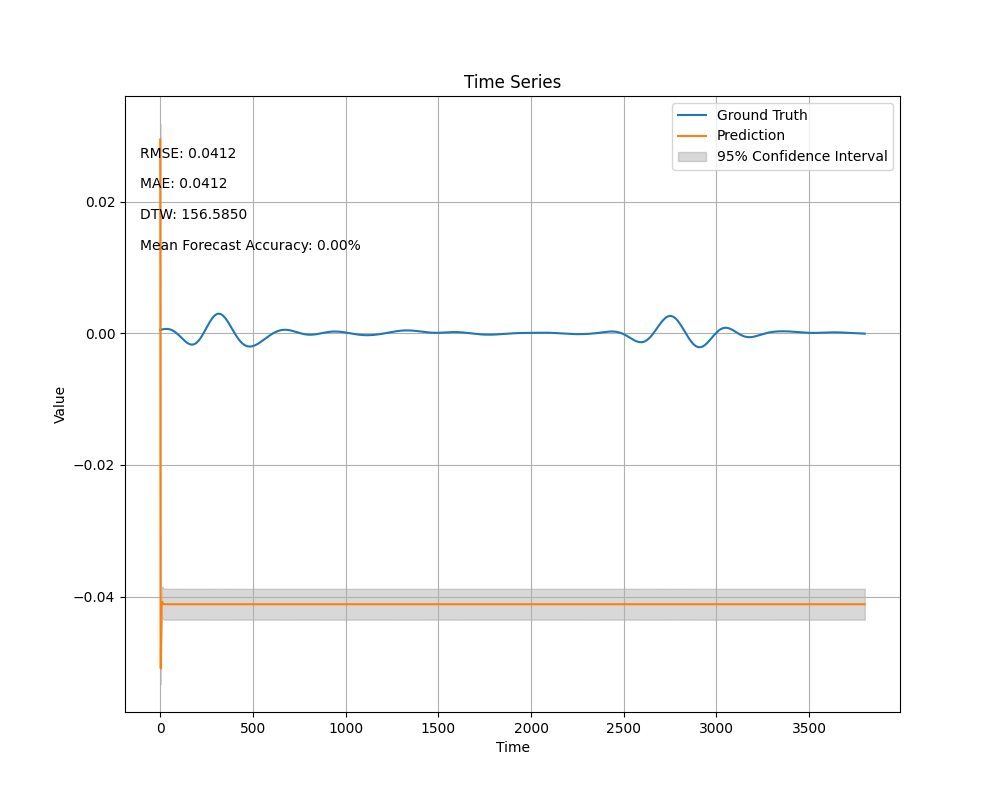 Time Series
Ground Truth
Prediction
95% Confidence Interval
RMSE: 0.0412
MAE: 0.0412
DTW: 156.5850
Mean Forecast Accuracy: 0.00%
0.02
0.00
−0.02
−0.04
Value
0 500 1000 1500 2000 2500 3000 3500
Time